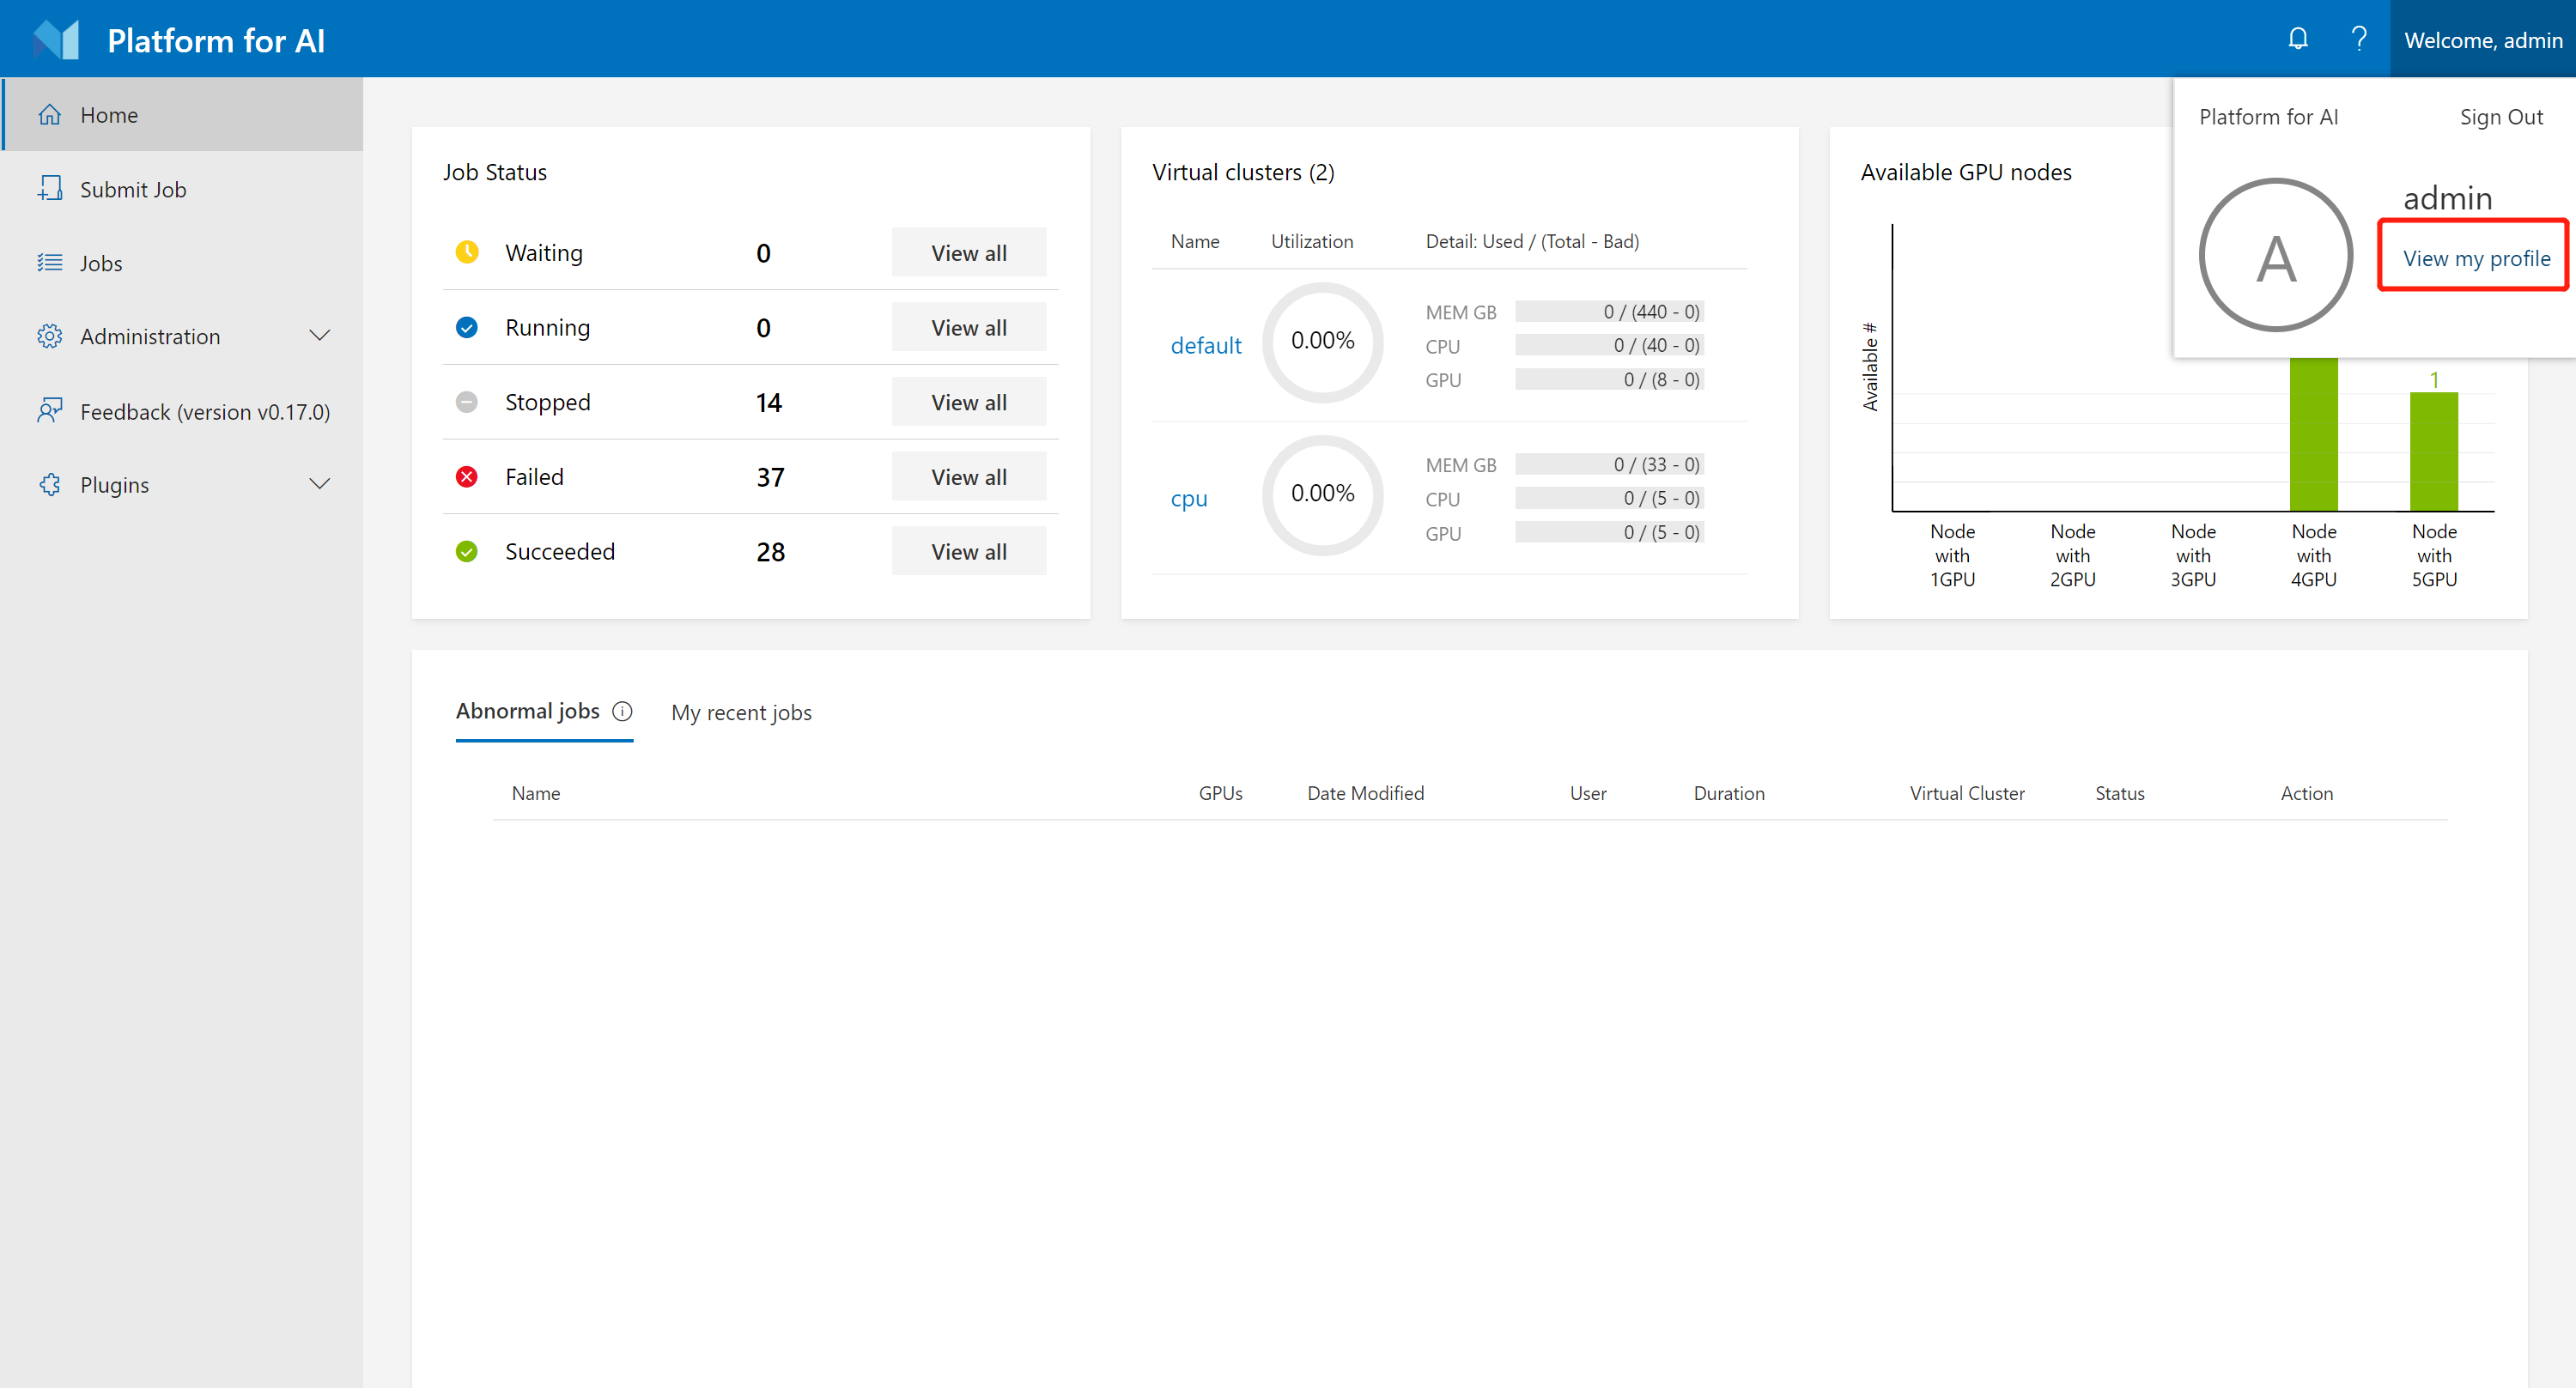 Platform for AI
Welcome, admin
Home
Submit Job
Jobs
Administration
Feedback (version v0.17.0)
Plugins
Job Status
Waiting 0 View all
Running 0 View all
Stopped 14 View all
Failed 37 View all
Succeeded 28 View all
Virtual clusters (2)
Name Utilization Detail: Used / (Total - Bad)
default 0.00%
MEM GB 0 / (440 - 0)
CPU 0 / (40 - 0)
GPU 0 / (8 - 0)
cpu 0.00%
MEM GB 0 / (33 - 0)
CPU 0 / (5 - 0)
GPU 0 / (5 - 0)
Available GPU nodes
Available #
1
Node with 1GPU
Node with 2GPU
Node with 3GPU
Node with 4GPU
Node with 5GPU
Platform for AI Sign Out
A
admin
View my profile
Abnormal jobs My recent jobs
Name GPUs Date Modified User Duration Virtual Cluster Status Action